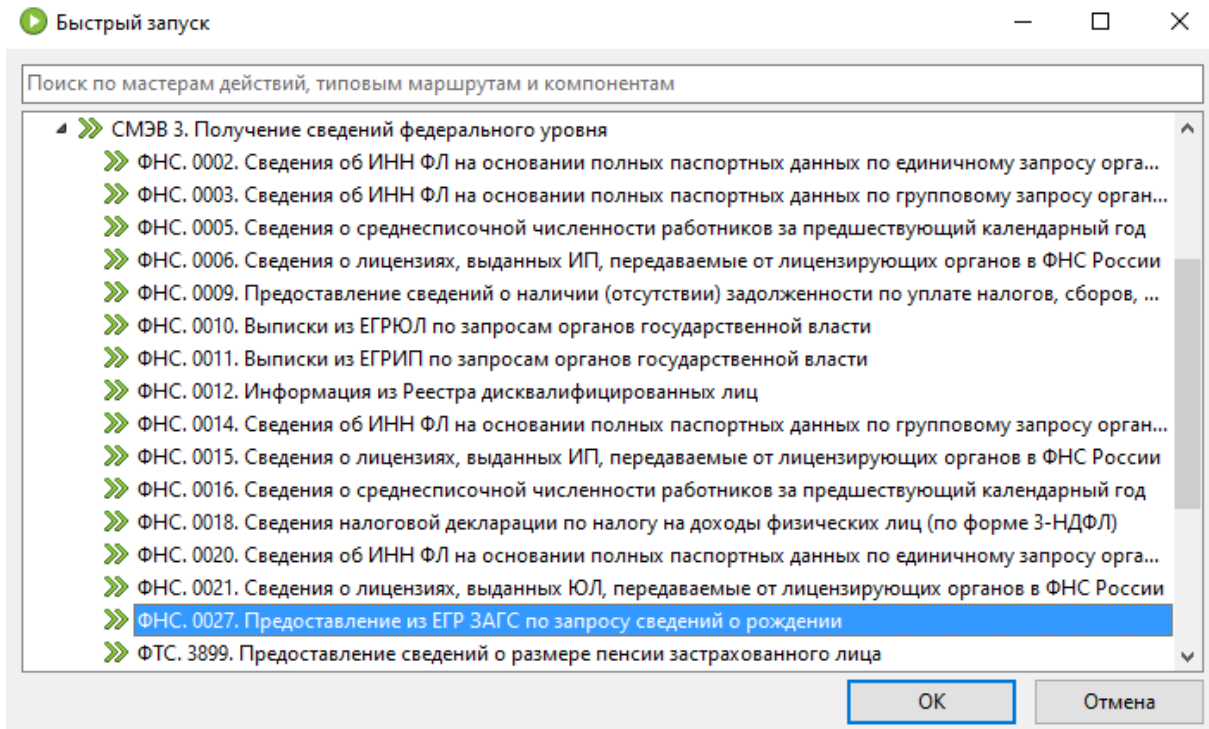 Быстрый запуск
Поиск по мастерам действий, типовым маршрутам и компонентам
СМЭВ 3. Получение сведений федерального уровня
ФНС. 0002. Сведения об ИНН ФЛ на основании полных паспортных данных по единичному запросу орга...
ФНС. 0003. Сведения об ИНН ФЛ на основании полных паспортных данных по групповому запросу орган...
ФНС. 0005. Сведения о среднесписочной численности работников за предшествующий календарный год
ФНС. 0006. Сведения о лицензиях, выданных ИП, передаваемые от лицензирующих органов в ФНС России
ФНС. 0009. Предоставление сведений о наличии (отсутствии) задолженности по уплате налогов, сборов, ...
ФНС. 0010. Выписки из ЕГРЮЛ по запросам органов государственной власти
ФНС. 0011. Выписки из ЕГРИП по запросам органов государственной власти
ФНС. 0012. Информация из Реестра дисквалифицированных лиц
ФНС. 0014. Сведения об ИНН ФЛ на основании полных паспортных данных по групповому запросу орган...
ФНС. 0015. Сведения о лицензиях, выданных ИП, передаваемые от лицензирующих органов в ФНС России
ФНС. 0016. Сведения о среднесписочной численности работников за предшествующий календарный год
ФНС. 0018. Сведения налоговой декларации по налогу на доходы физических лиц (по форме 3-НДФЛ)
ФНС. 0020. Сведения об ИНН ФЛ на основании полных паспортных данных по единичному запросу орга...
ФНС. 0021. Сведения о лицензиях, выданных ЮЛ, передаваемые от лицензирующих органов в ФНС России
ФНС. 0027. Предоставление из ЕГР ЗАГС по запросу сведений о рождении
ФТС. 3899. Предоставление сведений о размере пенсии застрахованного лица
ОК
Отмена